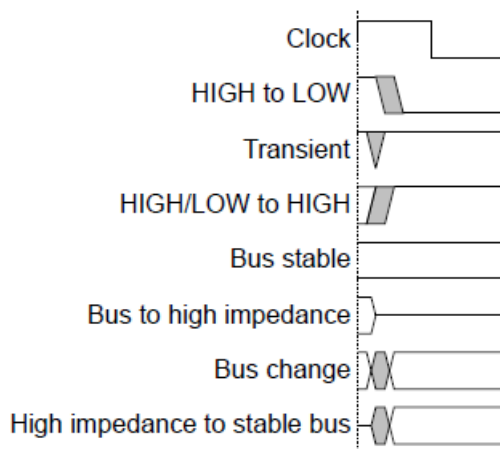 Clock
HIGH to LOW
Transient
HIGH/LOW to HIGH
Bus stable
Bus to high impedance
Bus change
High impedance to stable bus